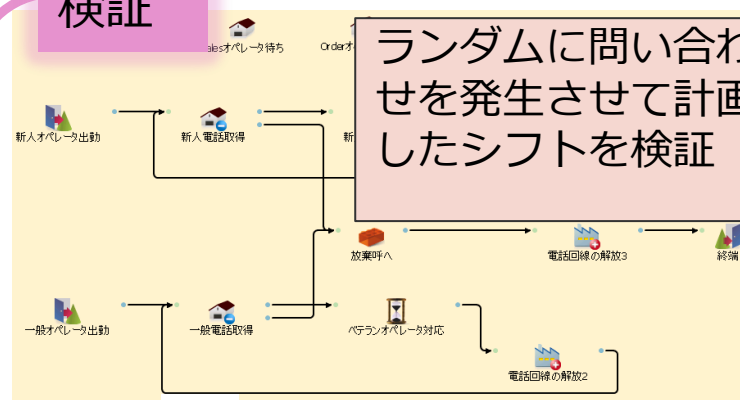 検証
alesオペレータ待ち
Orderオ
ランダムに問い合わ
せを発生させて計画
したシフトを検証
新人オペレータ出動
新人電話取得
新
放棄呼へ
電話回線の解放3
終端
一般オペレータ出動
一般電話取得
ベテランオペレータ対応
電話回線の解放2